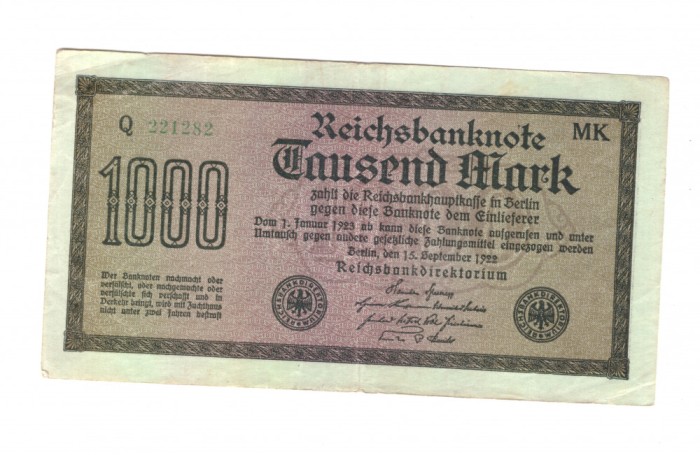 Q 221282
MK
Reichsbanknote
Tausend Mark
1000
zahlt die Reichsbankhauptkasse in Berlin
gegen diese Banknote dem Einlieferer
Vom 1. Januar 1923 ab kann diese Banknote aufgerufen und unter
Umtausch gegen andere gesetzliche Zahlungsmittel eingezogen werden
Berlin, den 15. September 1922
Reichsbankdirektorium
Wer Banknoten nachmacht oder
verfälscht, oder nachgemachte oder
verfälschte sich verschafft und in
Verkehr bringt, wird mit Zuchthaus
nicht unter zwei Jahren bestraft
REICHSBANKDIREKTORIUM
REICHSBANKDIREKTORIUM